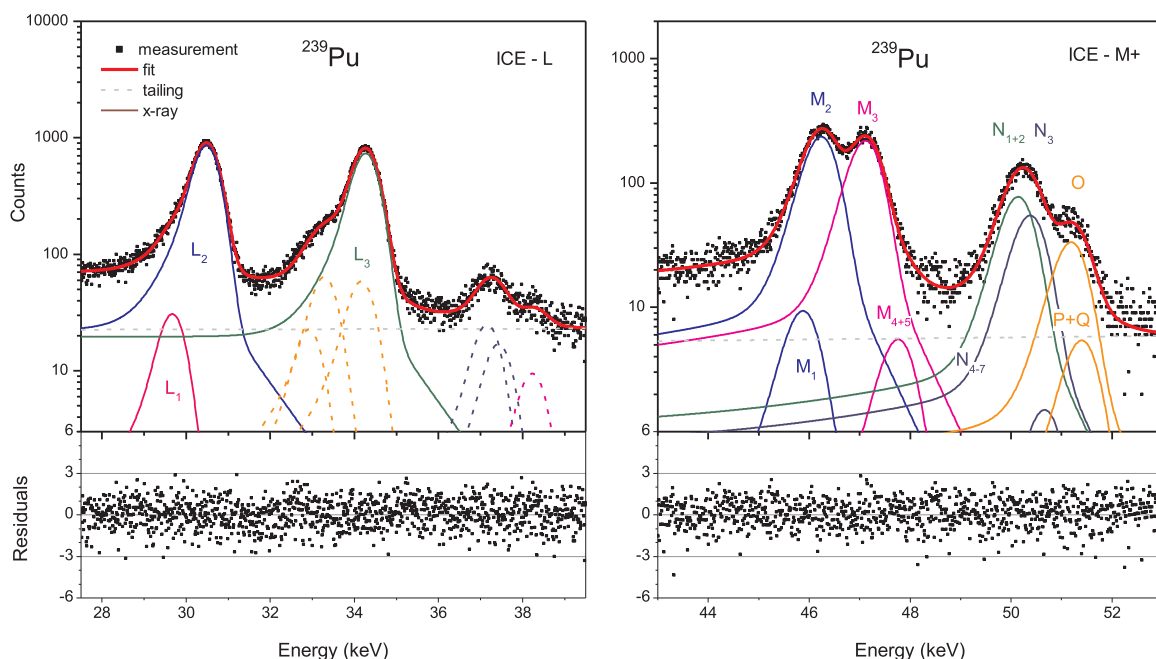 10000
1000
100
10
6
Counts
measurement
fit
tailing
x-ray
239Pu
ICE - L
L2
L3
L1
3
0
-3
-6
Residuals
28 30 32 34 36 38
Energy (keV)
1000
100
10
6
239Pu
ICE - M+
M2
M3
N1+2
N3
O
M4+5
P+Q
M1
N4-7
3
0
-3
-6
44 46 48 50 52
Energy (keV)